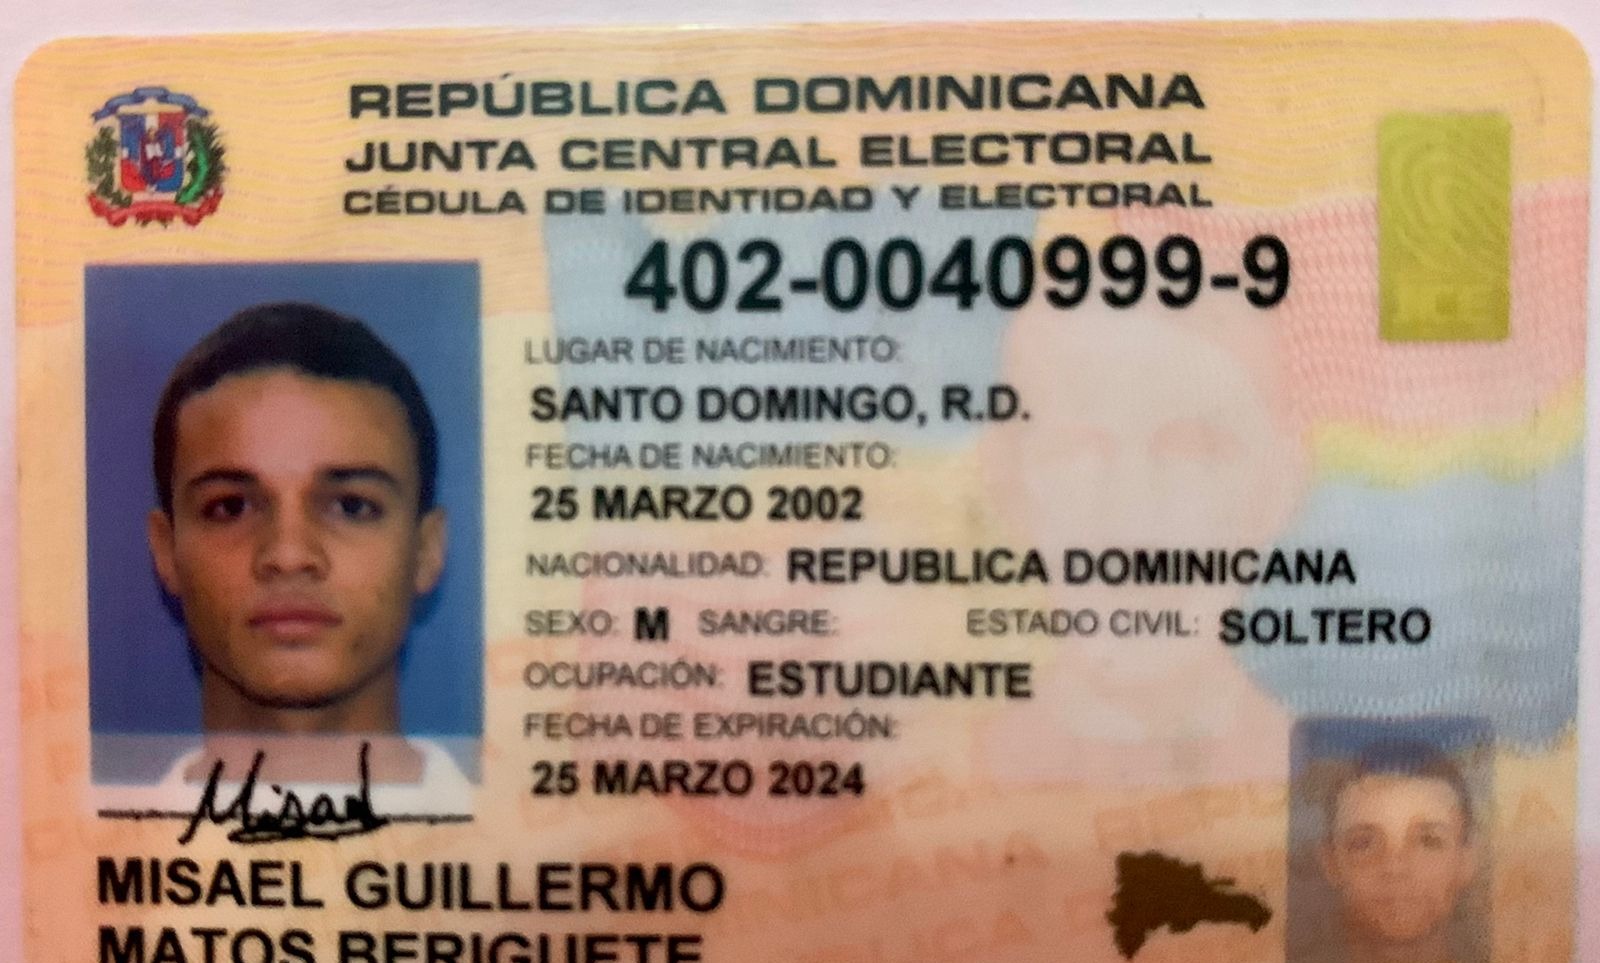 REPÚBLICA DOMINICANA
JUNTA CENTRAL ELECTORAL
CÉDULA DE IDENTIDAD Y ELECTORAL
402-0040999-9
LUGAR DE NACIMIENTO:
SANTO DOMINGO, R.D.
FECHA DE NACIMIENTO:
25 MARZO 2002
NACIONALIDAD: REPUBLICA DOMINICANA
SEXO: M SANGRE: ESTADO CIVIL: SOLTERO
OCUPACIÓN: ESTUDIANTE
FECHA DE EXPIRACIÓN:
25 MARZO 2024
Misael
MISAEL GUILLERMO
MATOS BERIGUETE
JCE